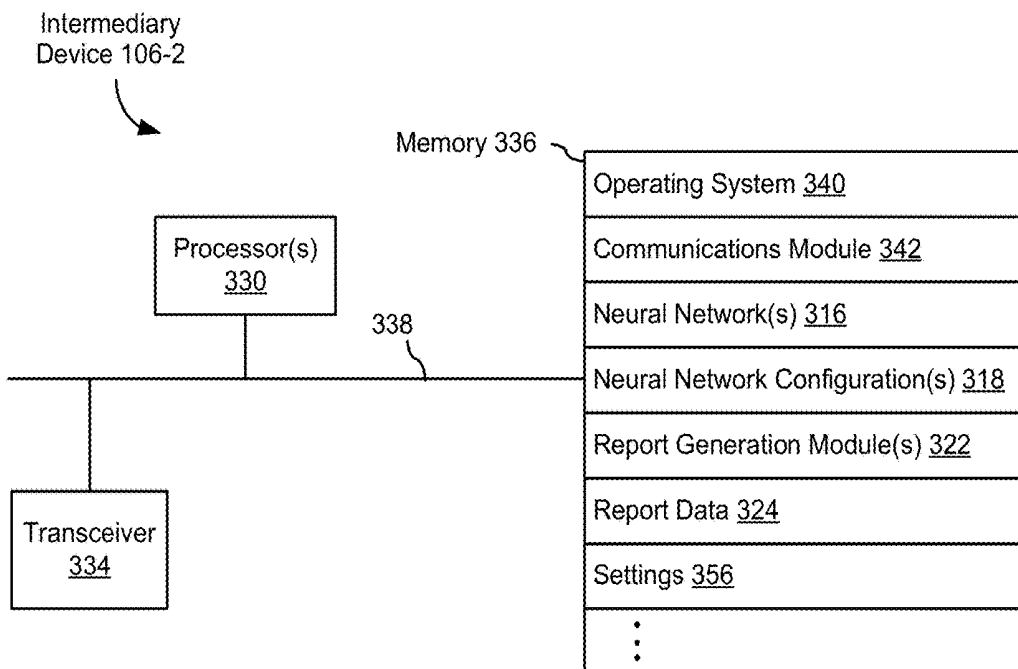 Intermediary
Device 106-2
Memory 336
Operating System 340
Processor(s)
330
Communications Module 342
Neural Network(s) 316
338
Neural Network Configuration(s) 318
Report Generation Module(s) 322
Report Data 324
Transceiver
334
Settings 356